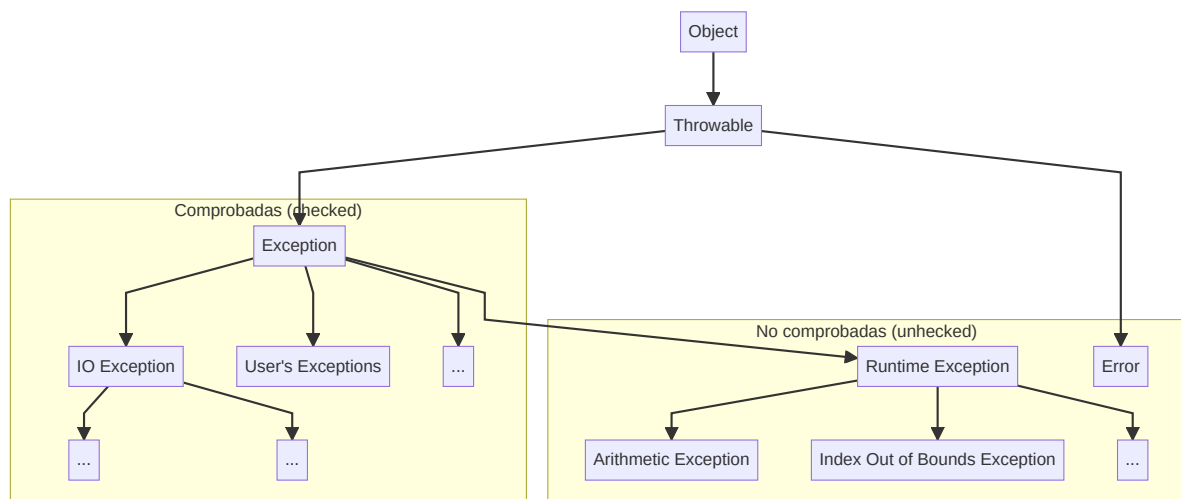 Object
Throwable
Comprobadas (checked)
Exception
No comprobadas (unhecked)
IO Exception
User's Exceptions
...
Runtime Exception
Error
...
...
Arithmetic Exception
Index Out of Bounds Exception
...